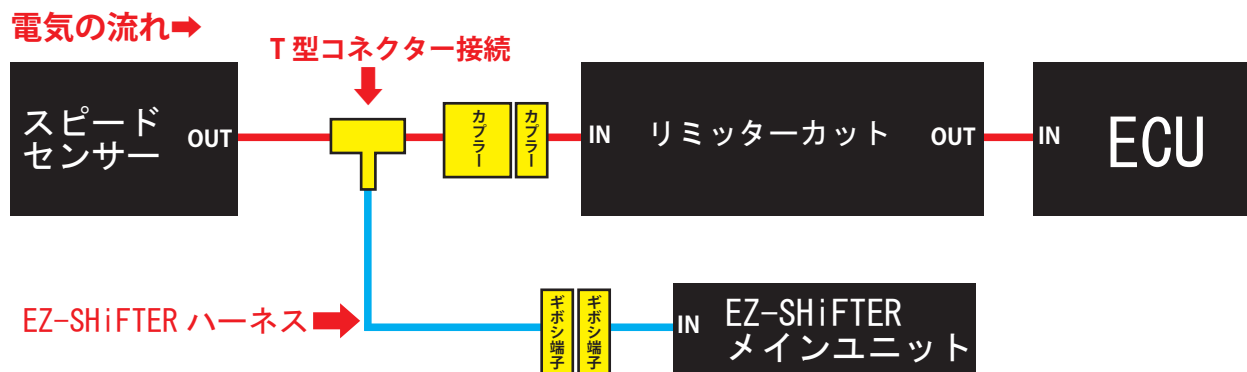 電気の流れ➡
T型コネクター接続
スピード
センサー
OUT
カプラー
カプラー
IN
リミッターカット
OUT
IN
ECU
EZ-SHiFTER ハーネス
ギボシ端子
ギボシ端子
IN
EZ-SHiFTER
メインユニット